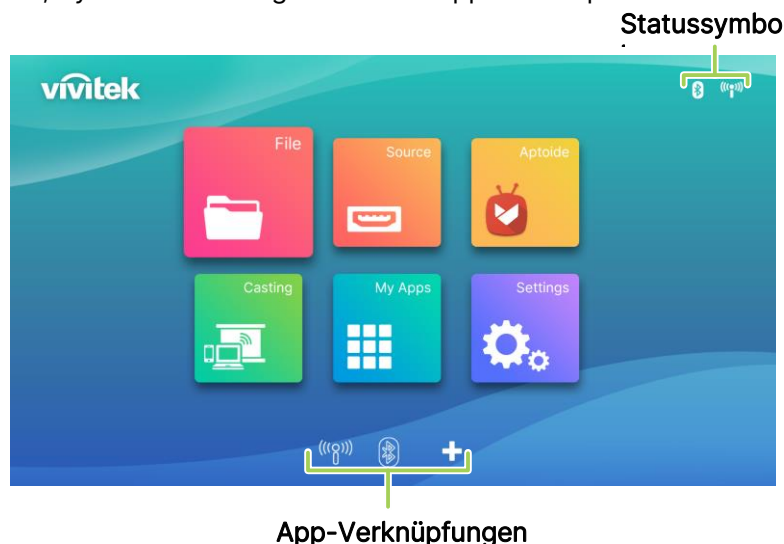 Statussymbo
vivitek
File
Source
Aptoide
Casting
My Apps
Settings
App-Verknüpfungen